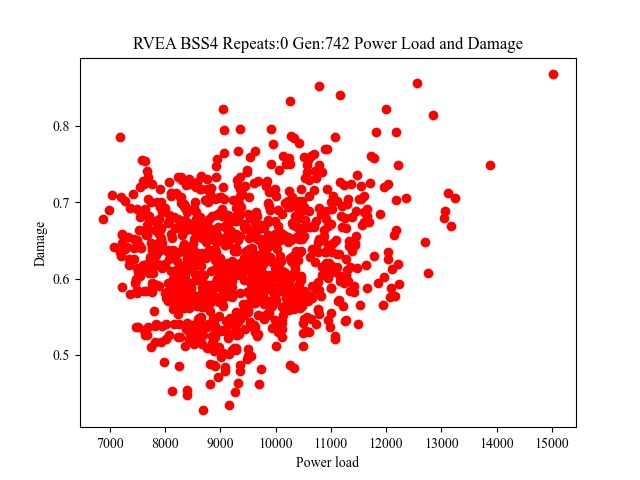 RVEA BSS4 Repeats:0 Gen:742 Power Load and Damage
Damage
0.8
0.7
0.6
0.5
7000 8000 9000 10000 11000 12000 13000 14000 15000
Power load